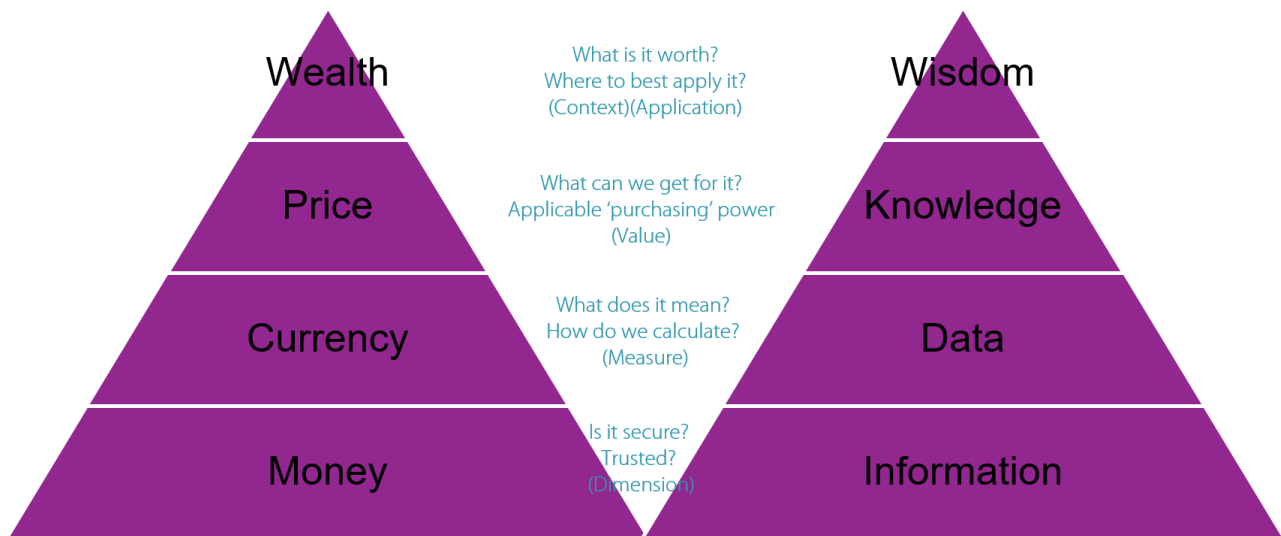 Wealth
What is it worth?
Where to best apply it?
(Context)(Application)
Wisdom
Price
What can we get for it?
Applicable ‘purchasing’ power
(Value)
Knowledge
Currency
What does it mean?
How do we calculate?
(Measure)
Data
Money
Is it secure?
Trusted?
(Dimension)
Information